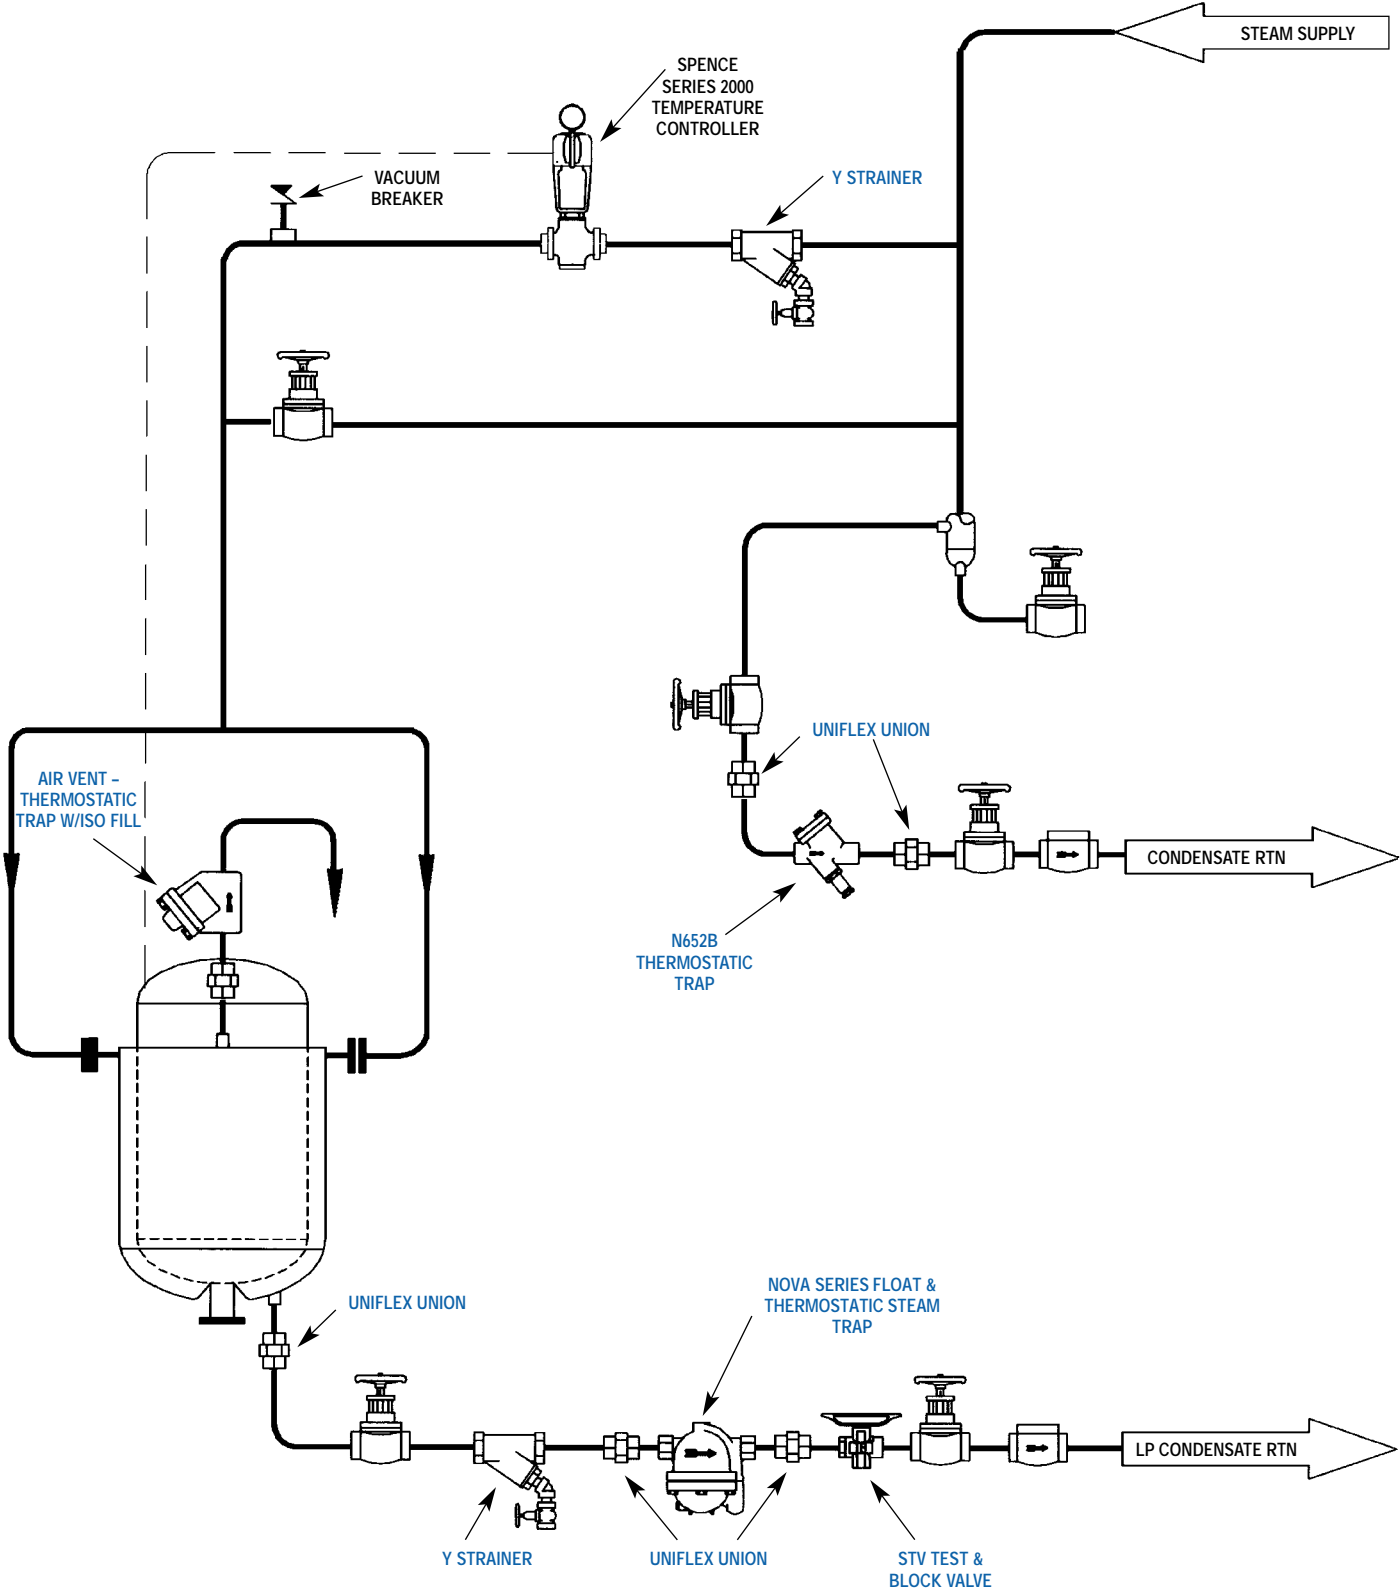 STEAM SUPPLY
SPENCE
SERIES 2000
TEMPERATURE
CONTROLLER
VACUUM
BREAKER
Y STRAINER
UNIFLEX UNION
AIR VENT –
THERMOSTATIC
TRAP W/ISO FILL
CONDENSATE RTN
N652B
THERMOSTATIC
TRAP
UNIFLEX UNION
NOVA SERIES FLOAT &
THERMOSTATIC STEAM
TRAP
LP CONDENSATE RTN
Y STRAINER
UNIFLEX UNION
STV TEST &
BLOCK VALVE